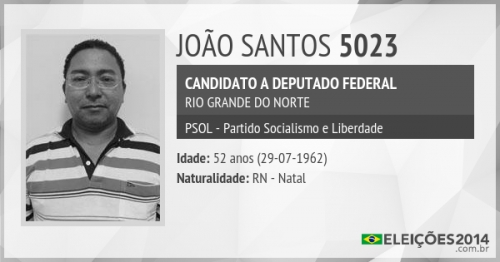 JOÃO SANTOS 5023
CANDIDATO A DEPUTADO FEDERAL
RIO GRANDE DO NORTE
PSOL - Partido Socialismo e Liberdade
Idade: 52 anos (29-07-1962)
Naturalidade: RN - Natal
ELEIÇÕES2014
.com.br